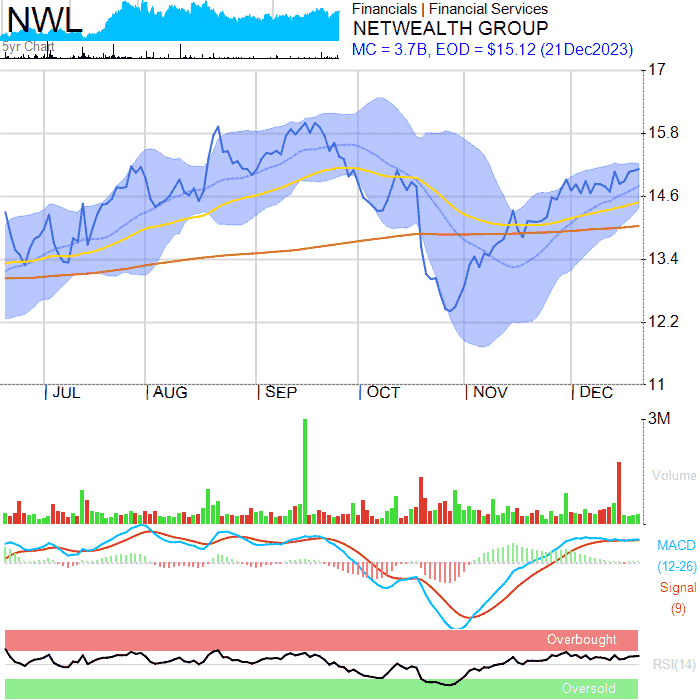 NWL
5yr Chart
Financials | Financial Services
NETWEALTH GROUP
MC = 3.7B, EOD = $15.12 (21Dec2023)
17
15.8
14.6
13.4
12.2
11
JUL AUG SEP OCT NOV DEC
3M
Volume
MACD
(12-26)
Signal
(9)
Overbought
RSI(14)
Oversold